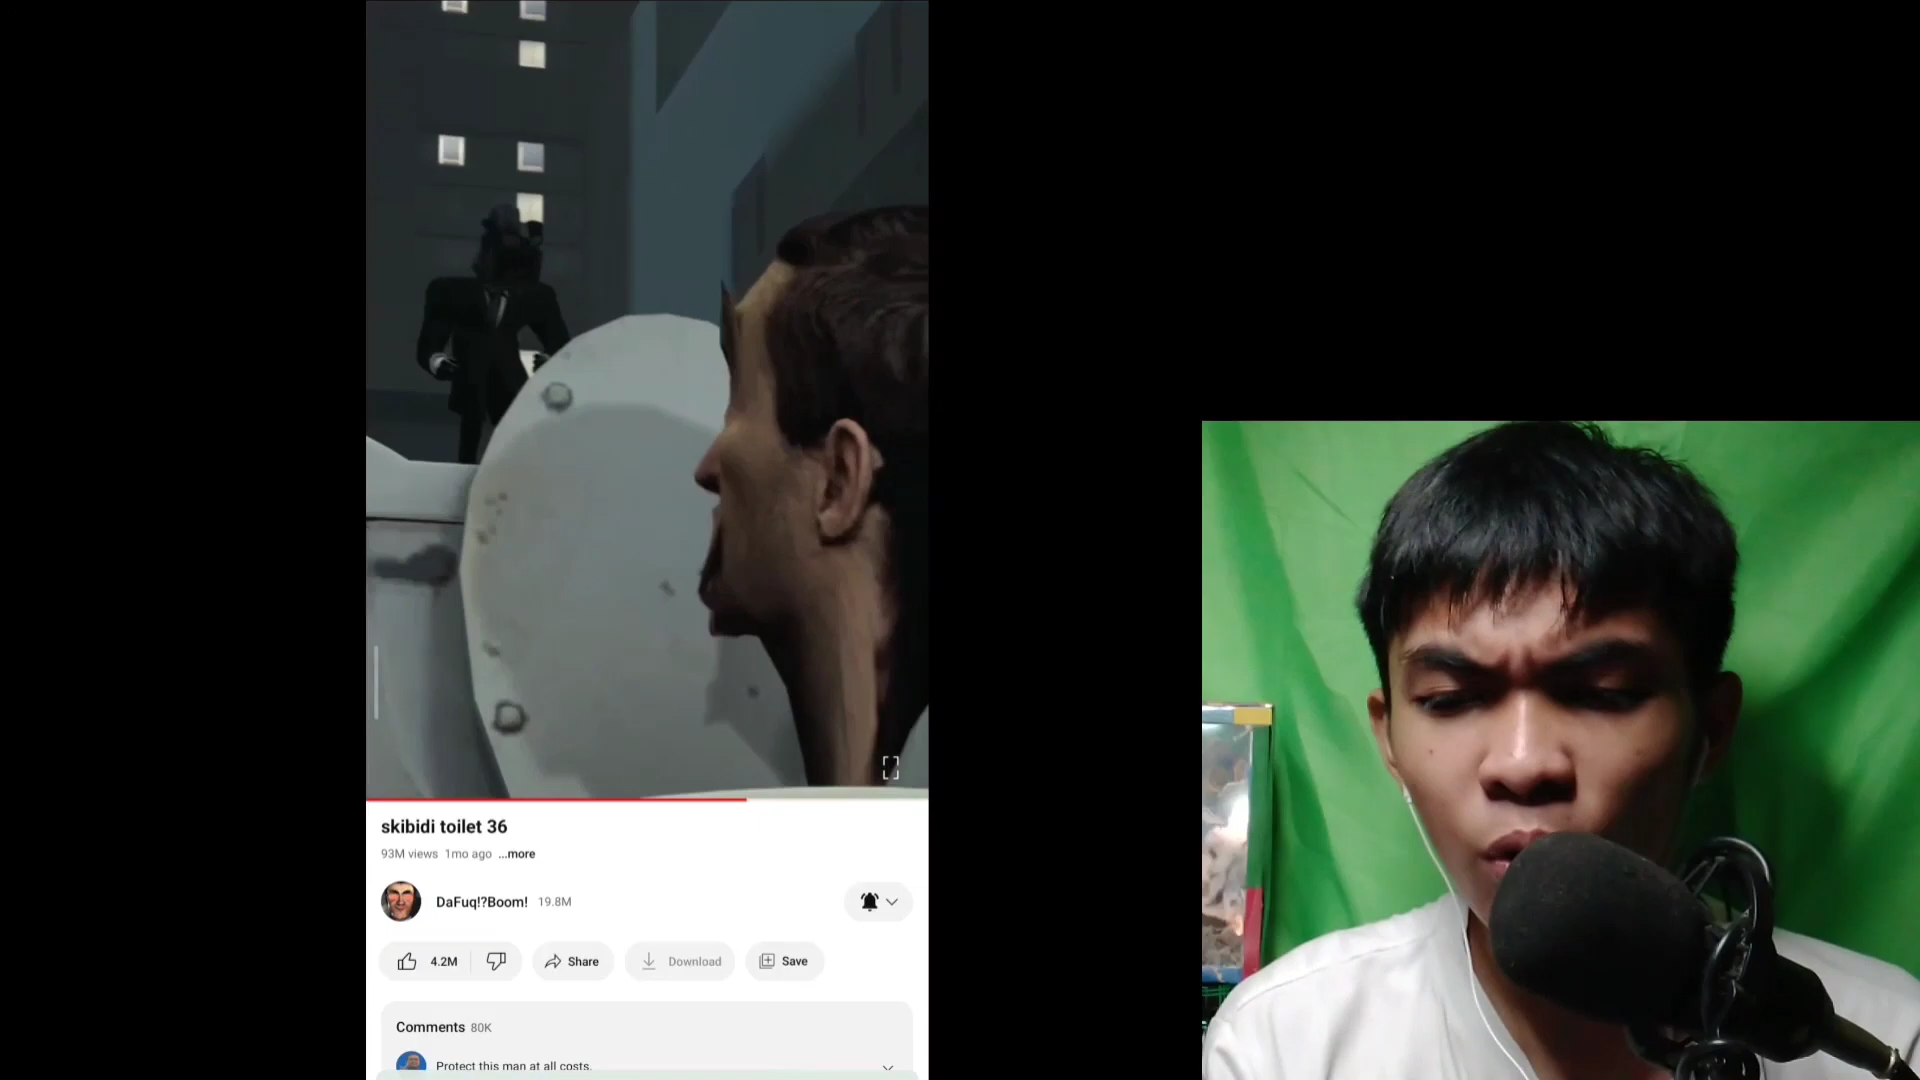 skibidi toilet 36
93M views 1mo ago ...more
DaFuq!?Boom! 19.8M
4.2M Share Download Save
Comments 80K
Protect this man at all costs.